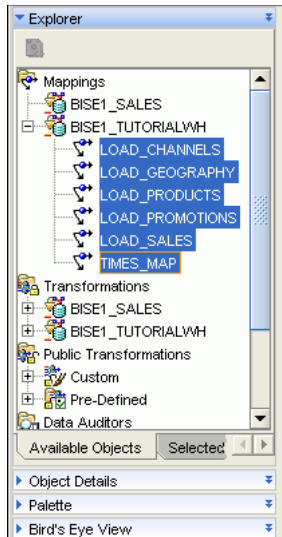 Explorer
Mappings
BISE1_SALES
BISE1_TUTORIALWH
LOAD_CHANNELS
LOAD_GEOGRAPHY
LOAD_PRODUCTS
LOAD_PROMOTIONS
LOAD_SALES
TIMES_MAP
Transformations
BISE1_SALES
BISE1_TUTORIALWH
Public Transformations
Custom
Pre-Defined
Data Auditors
Available Objects Selected
Object Details
Palette
Bird's Eye View